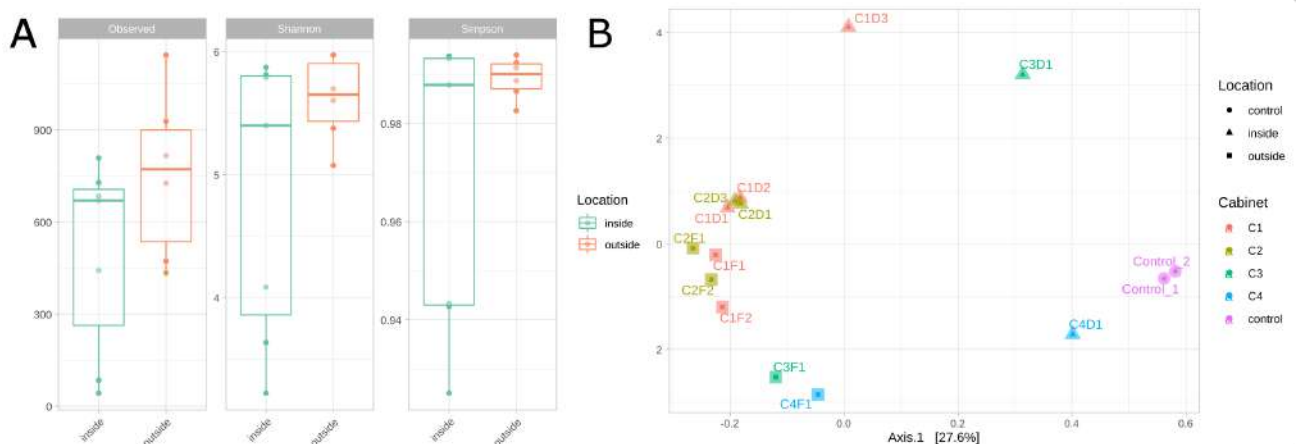 A
Observed
Shannon
Simpson
900
600
300
0
6
5
4
0.98
0.96
0.94
inside
outside
inside
outside
inside
outside
Location
inside
outside
B
4
2
0
2
-0.2
0.0
0.2
0.4
0.6
Axis.1 [27.6%]
C1D3
C3D1
C1D2
C2D3
C2D1
C1D1
C2F1
C1F1
C2F2
C1F2
Control_2
Control_1
C4D1
C3F1
C4F1
Location
control
inside
outside
Cabinet
C1
C2
C3
C4
control